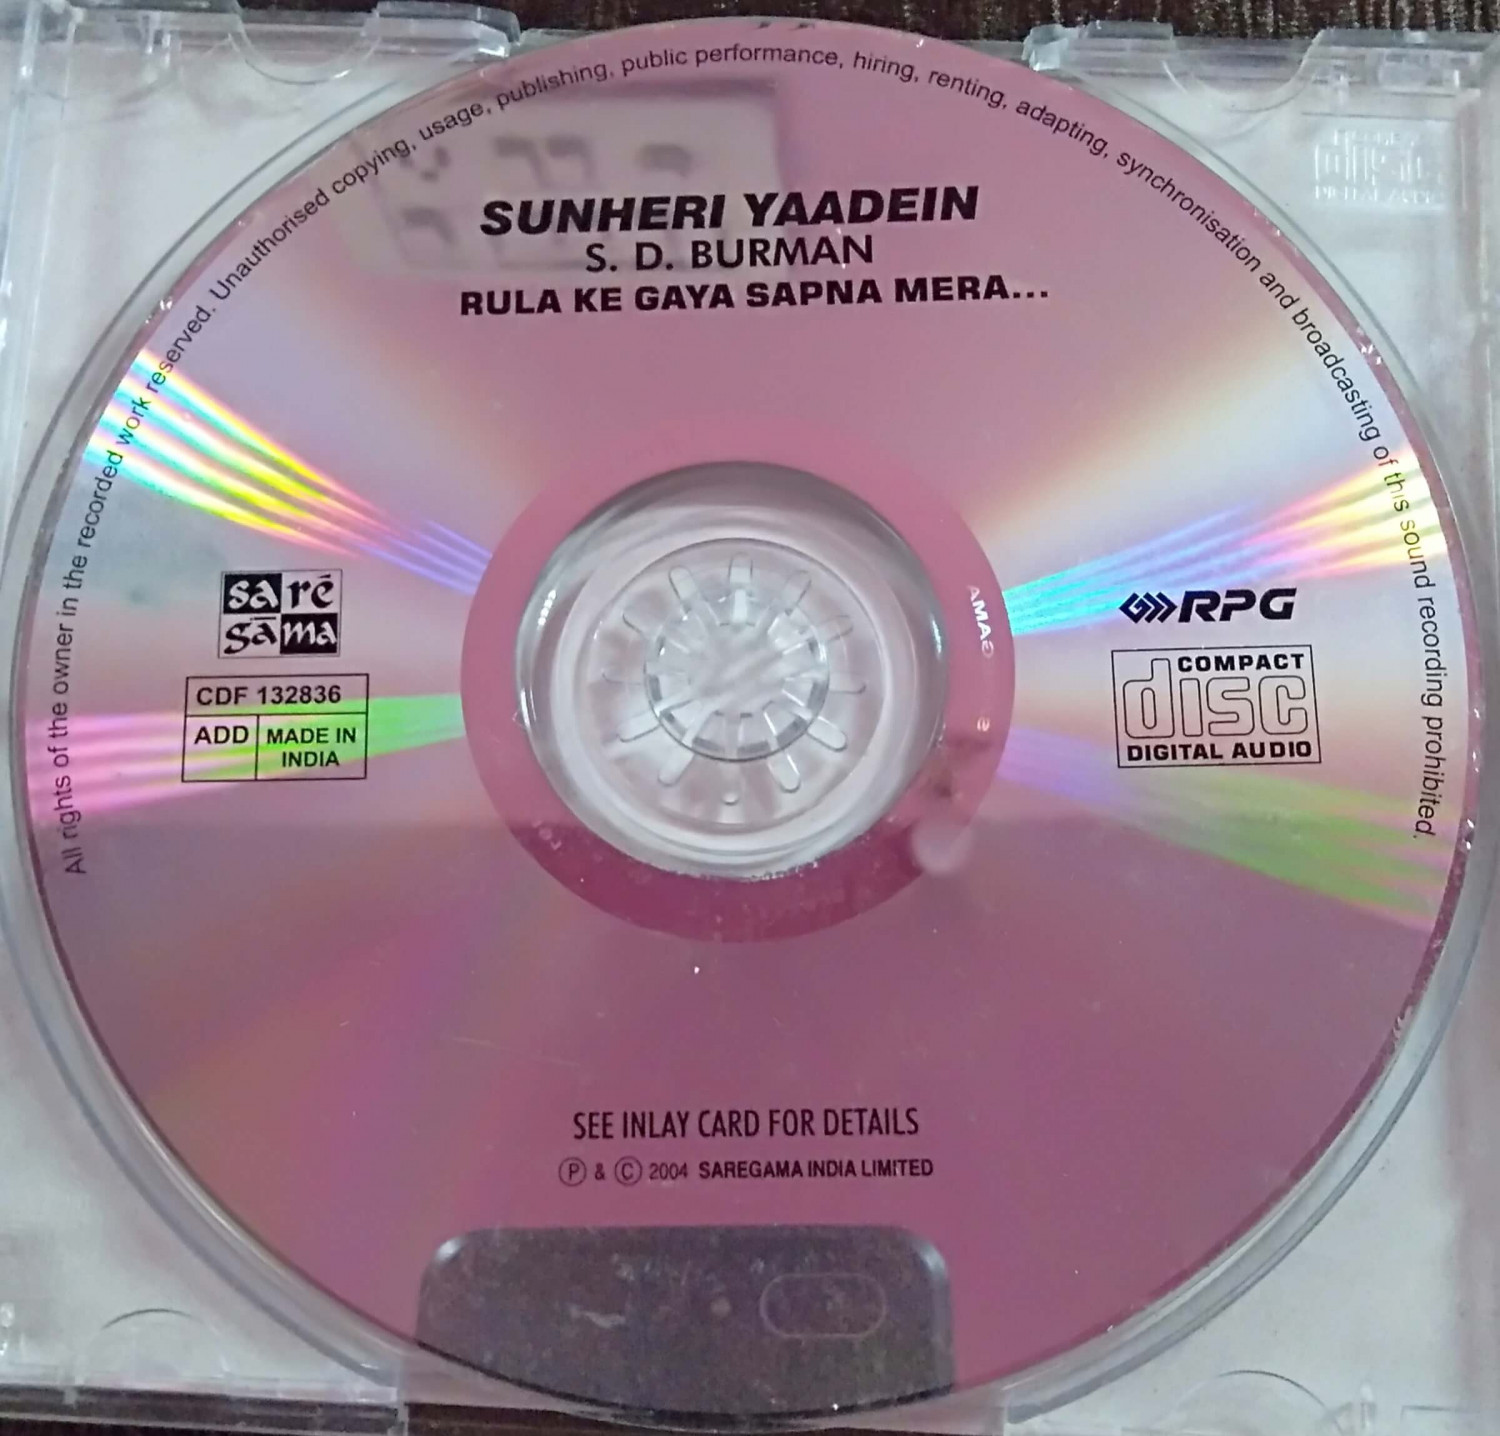 All rights of the owner in the recorded work reserved. Unauthorised copying, usage, publishing, public performance, hiring, renting, adapting, synchronisation and broadcasting of this sound recording prohibited.
SUNHERI YAADEIN
S. D. BURMAN
RULA KE GAYA SAPNA MERA...
sa rē
gā ma
CDF 132836
ADD
MADE IN
INDIA
RPG
COMPACT
disc
DIGITAL AUDIO
SEE INLAY CARD FOR DETAILS
Ⓟ & Ⓒ 2004 SAREGAMA INDIA LIMITED